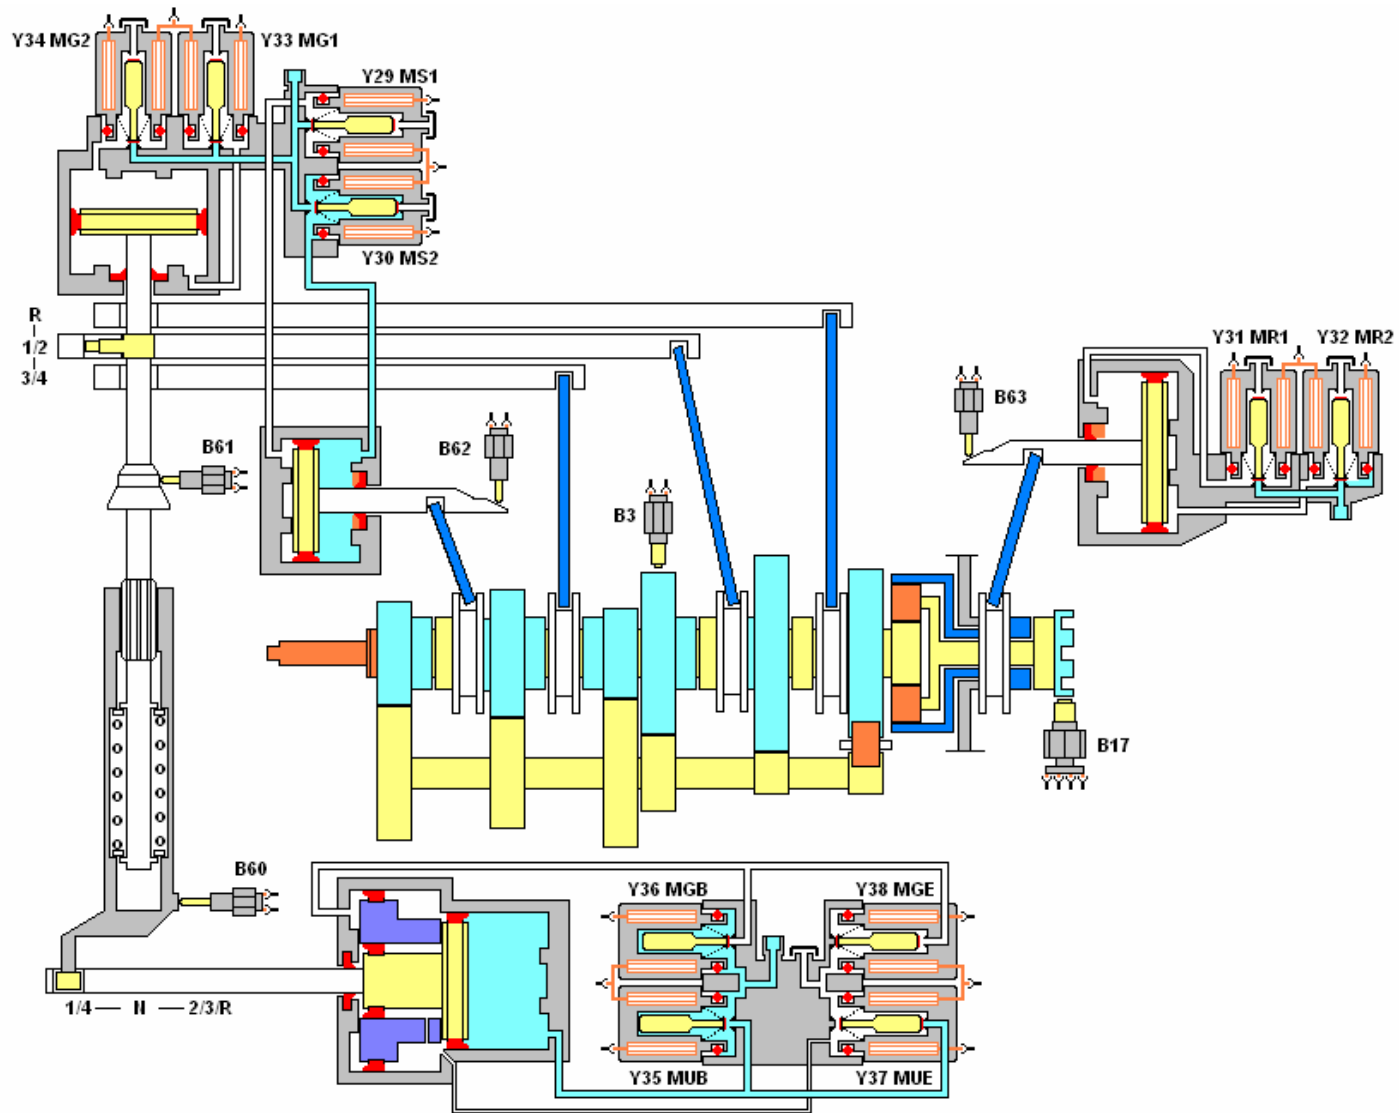 Y34 MG2
Y33 MG1
Y29 MS1
Y30 MS2
R
1/2
3/4
Y31 MR1
Y32 MR2
B63
B61
B62
B3
B17
B60
Y36 MGB
Y38 MGE
1/4 — N — 2/3/R
Y35 MUB
Y37 MUE